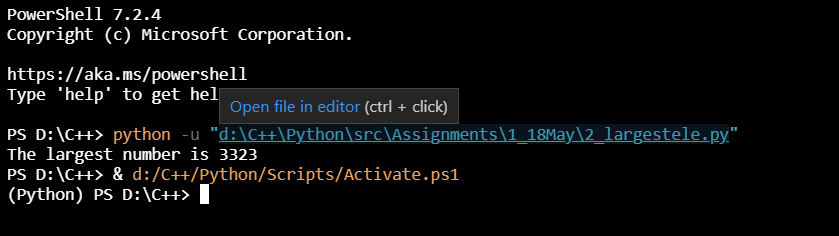 PowerShell 7.2.4
Copyright (c) Microsoft Corporation.
https://aka.ms/powershell
Type 'help' to get hel
Open file in editor (ctrl + click)
PS D:\C++> python -u "d:\C++\Python\src\Assignments\1_18May\2_largestele.py"
The largest number is 3323
PS D:\C++> & d:/C++/Python/Scripts/Activate.ps1
(Python) PS D:\C++>